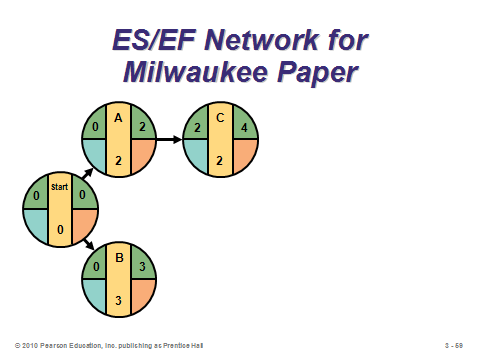 ES/EF Network for
Milwaukee Paper
A
0 2
2
C
2 4
2
Start
0 0
0
B
0 3
3
© 2010 Pearson Education, Inc. publishing as Prentice Hall
3 - 59